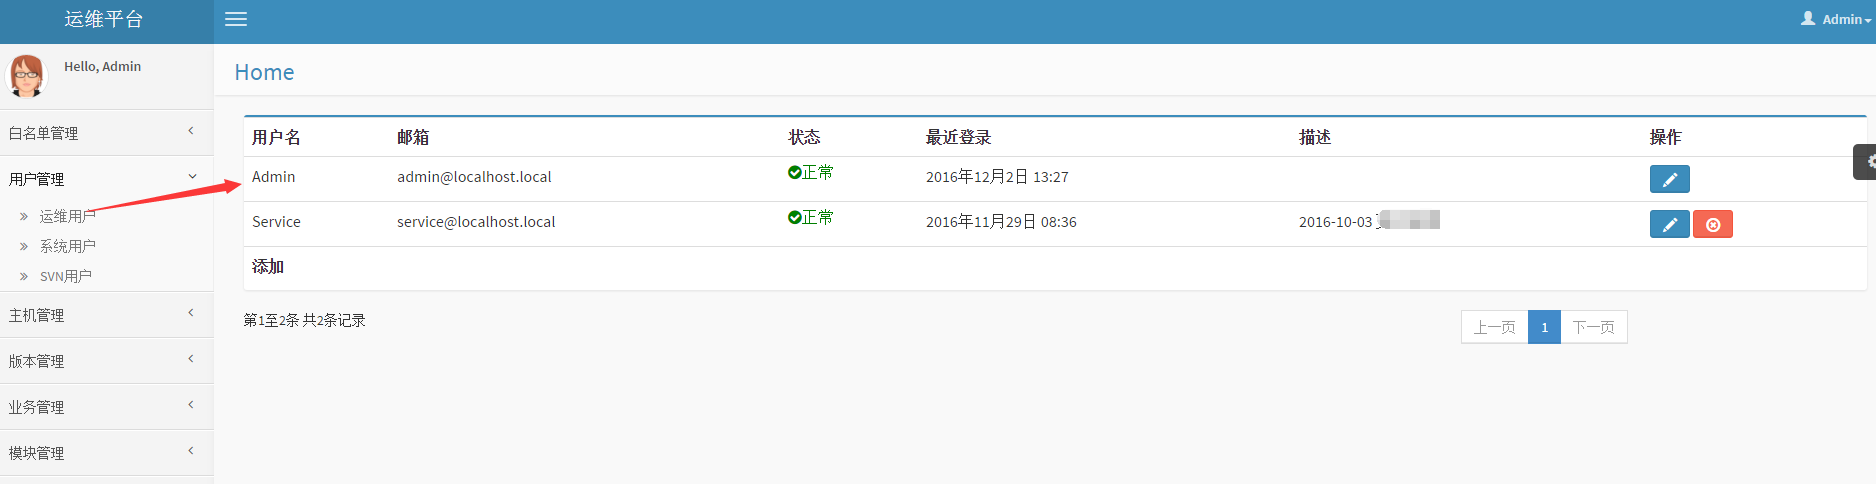 运维平台
Admin
Hello, Admin
Home
白名单管理
用户管理
运维用户
系统用户
SVN用户
主机管理
版本管理
业务管理
模块管理
用户名 邮箱 状态 最近登录 描述 操作
Admin admin@localhost.local 正常 2016年12月2日 13:27
Service service@localhost.local 正常 2016年11月29日 08:36 2016-10-03
添加
第1至2条 共2条记录
上一页 1 下一页